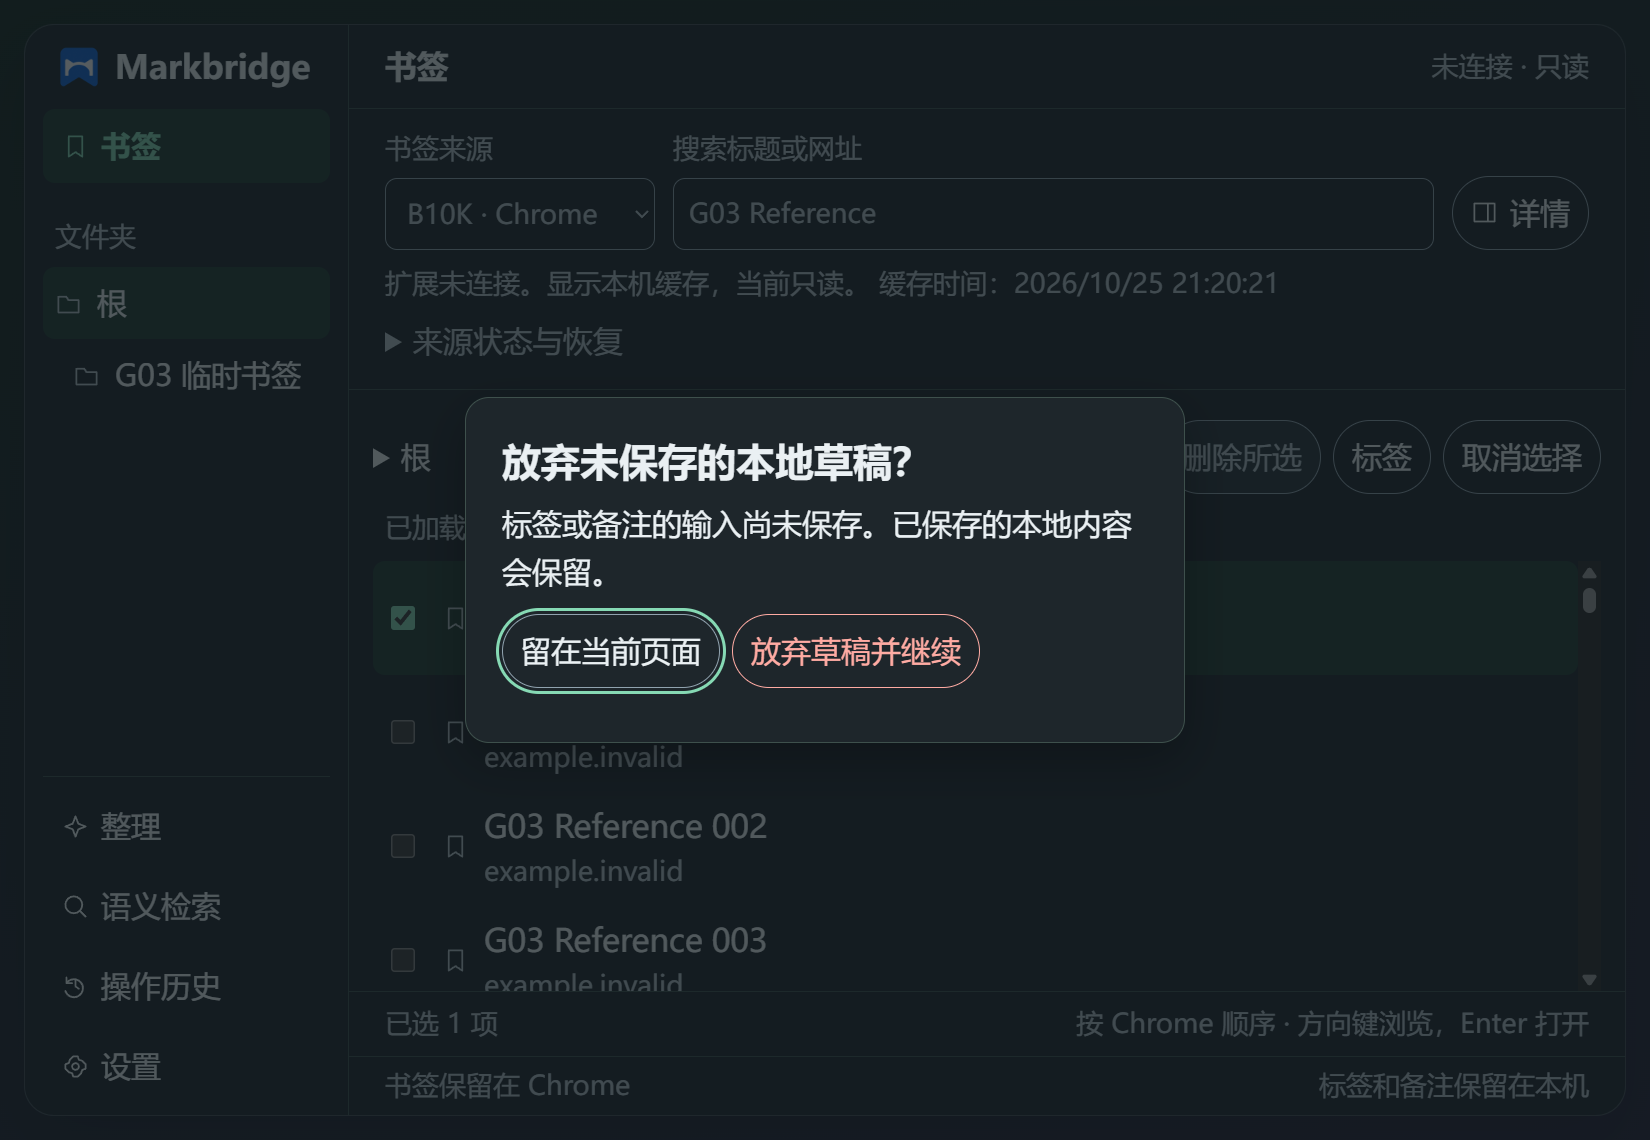 Markbridge
书签
文件夹
根
G03 临时书签
整理
语义检索
操作历史
设置
书签
未连接 · 只读
书签来源
搜索标题或网址
B10K · Chrome
G03 Reference
详情
扩展未连接。显示本机缓存，当前只读。 缓存时间：2026/10/25 21:20:21
来源状态与恢复
根
删除所选
标签
取消选择
已加载
放弃未保存的本地草稿？
标签或备注的输入尚未保存。已保存的本地内容
会保留。
留在当前页面
放弃草稿并继续
example.invalid
G03 Reference 002
example.invalid
G03 Reference 003
example.invalid
已选 1 项
按 Chrome 顺序 · 方向键浏览，Enter 打开
书签保留在 Chrome
标签和备注保留在本机